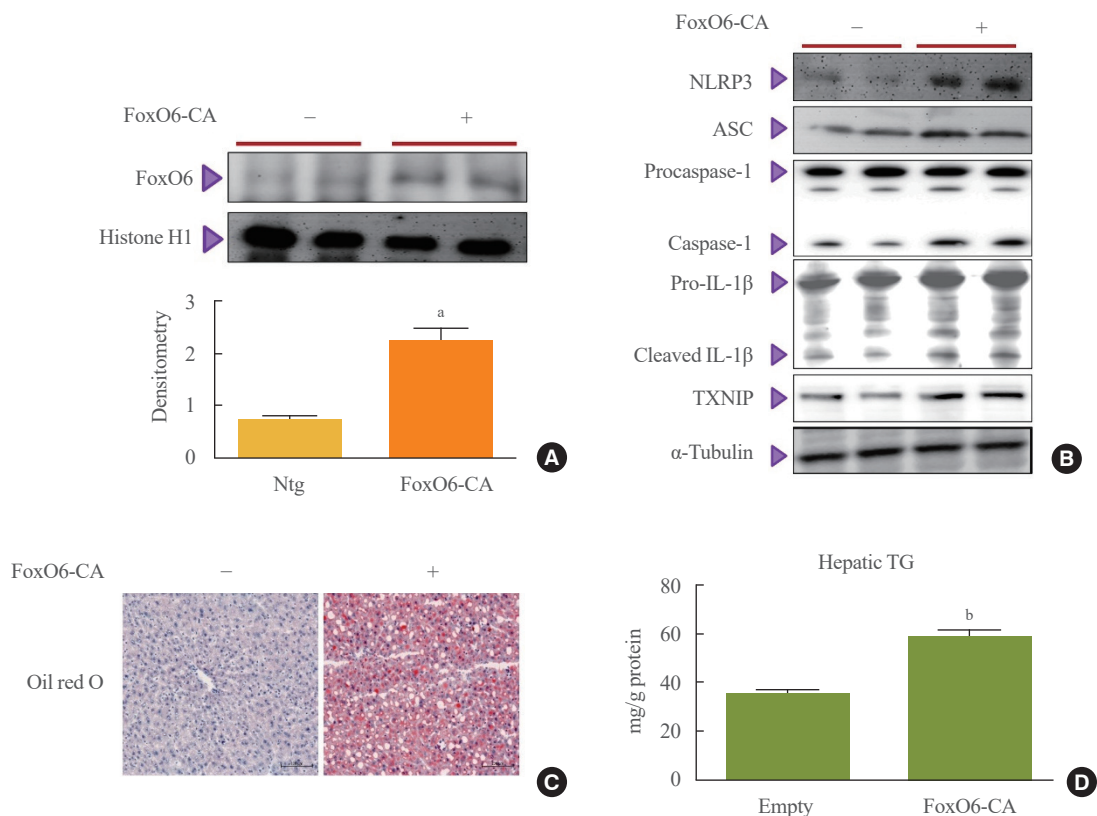 FoxO6-CA − +
FoxO6
Histone H1
3
2
1
0
Densitometry
a
Ntg FoxO6-CA
A
FoxO6-CA − +
NLRP3
ASC
Procaspase-1
Caspase-1
Pro-IL-1β
Cleaved IL-1β
TXNIP
α-Tubulin
B
FoxO6-CA − +
Oil red O
C
Hepatic TG
80
60
40
20
0
mg/g protein
b
Empty FoxO6-CA
D